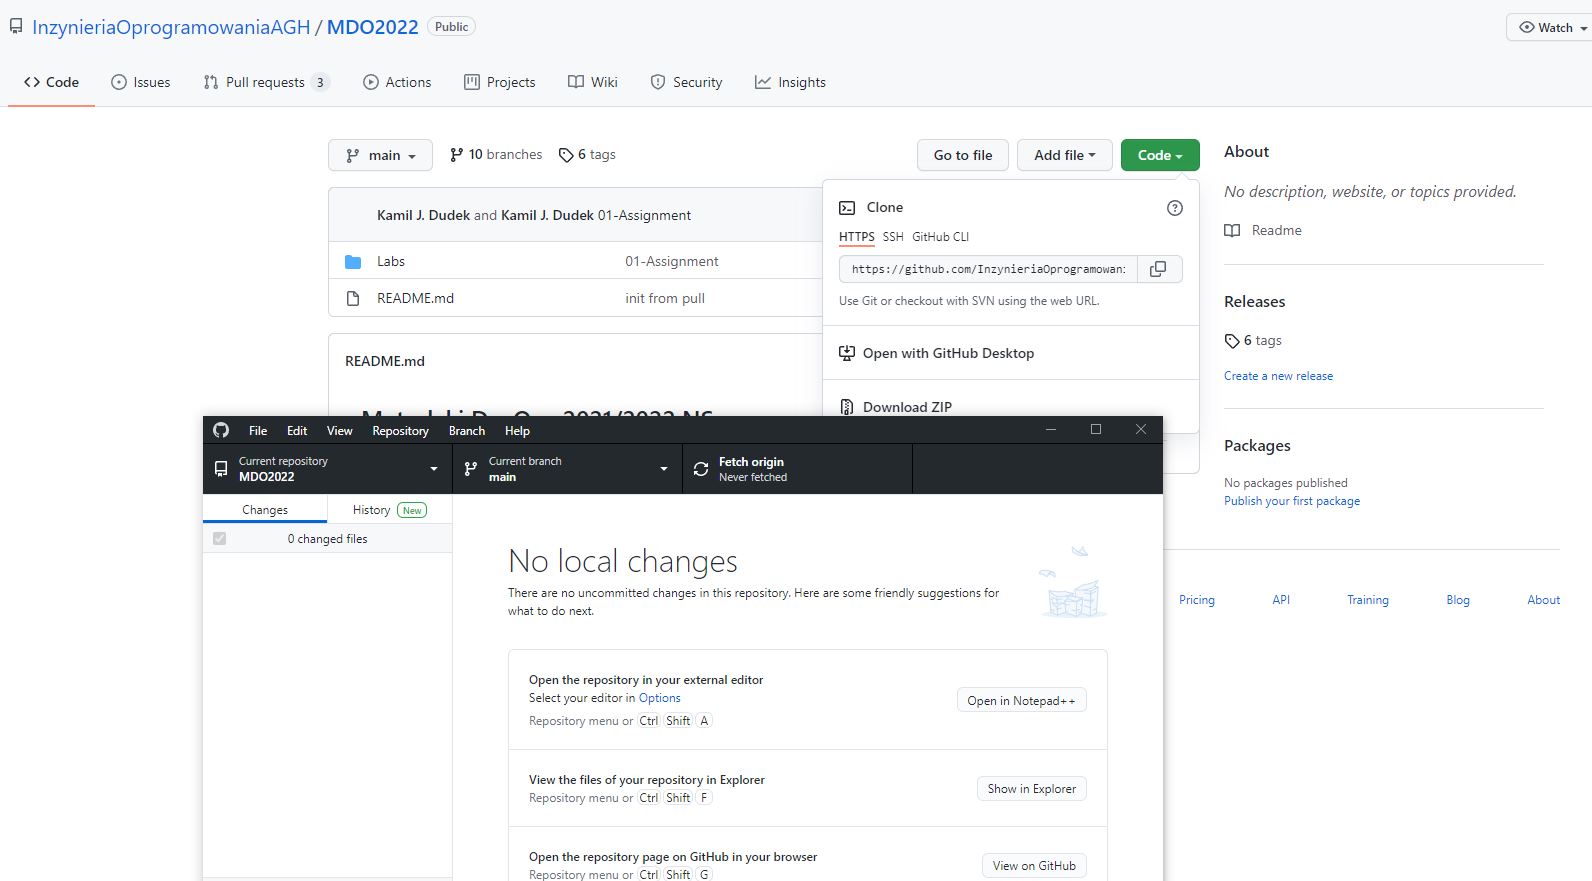 InzynieriaOprogramowaniaAGH / MDO2022 Public
Watch
Code Issues Pull requests 3 Actions Projects Wiki Security Insights
main 10 branches 6 tags Go to file Add file Code
Kamil J. Dudek and Kamil J. Dudek 01-Assignment
Labs 01-Assignment
README.md init from pull
README.md
Clone
HTTPS SSH GitHub CLI
https://github.com/InzynieriaOprogramowani
Use Git or checkout with SVN using the web URL.
Open with GitHub Desktop
Download ZIP
About
No description, website, or topics provided.
Readme
Releases
6 tags
Create a new release
Packages
No packages published
Publish your first package
Pricing API Training Blog About
File Edit View Repository Branch Help
Current repository
MDO2022
Current branch
main
Fetch origin
Never fetched
Changes History New
0 changed files
No local changes
There are no uncommitted changes in this repository. Here are some friendly suggestions for
what to do next.
Open the repository in your external editor
Select your editor in Options
Repository menu or Ctrl Shift A
Open in Notepad++
View the files of your repository in Explorer
Repository menu or Ctrl Shift F
Show in Explorer
Open the repository page on GitHub in your browser
Repository menu or Ctrl Shift G
View on GitHub